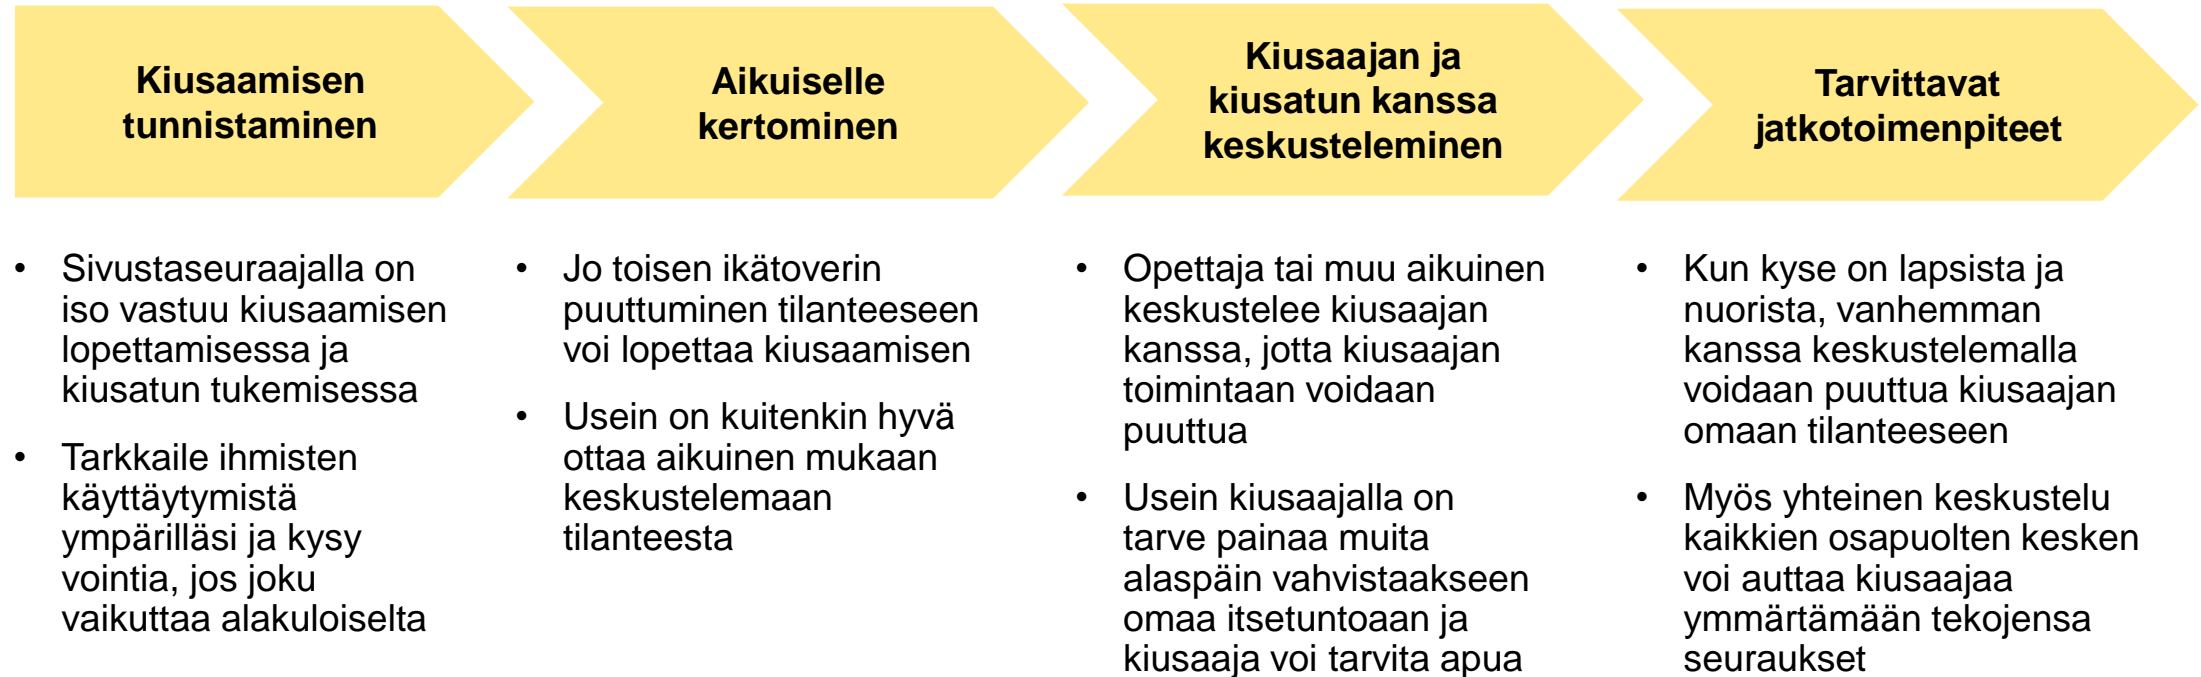 Kiusaamisen
tunnistaminen
Aikuiselle
kertominen
Kiusaajan ja
kiusatun kanssa
keskusteleminen
Tarvittavat
jatkotoimenpiteet
• Sivustaseuraajalla on
iso vastuu kiusaamisen
lopettamisessa ja
kiusatun tukemisessa
• Tarkkaile ihmisten
käyttäytymistä
ympärilläsi ja kysy
vointia, jos joku
vaikuttaa alakuloiselta
• Jo toisen ikätoverin
puuttuminen tilanteeseen
voi lopettaa kiusaamisen
• Usein on kuitenkin hyvä
ottaa aikuinen mukaan
keskustelemaan
tilanteesta
• Opettaja tai muu aikuinen
keskustelee kiusaajan
kanssa, jotta kiusaajan
toimintaan voidaan
puuttua
• Usein kiusaajalla on
tarve painaa muita
alaspäin vahvistaakseen
omaa itsetuntoaan ja
kiusaaja voi tarvita apua
• Kun kyse on lapsista ja
nuorista, vanhemman
kanssa keskustelemalla
voidaan puuttua kiusaajan
omaan tilanteeseen
• Myös yhteinen keskustelu
kaikkien osapuolten kesken
voi auttaa kiusaajaa
ymmärtämään tekojensa
seuraukset